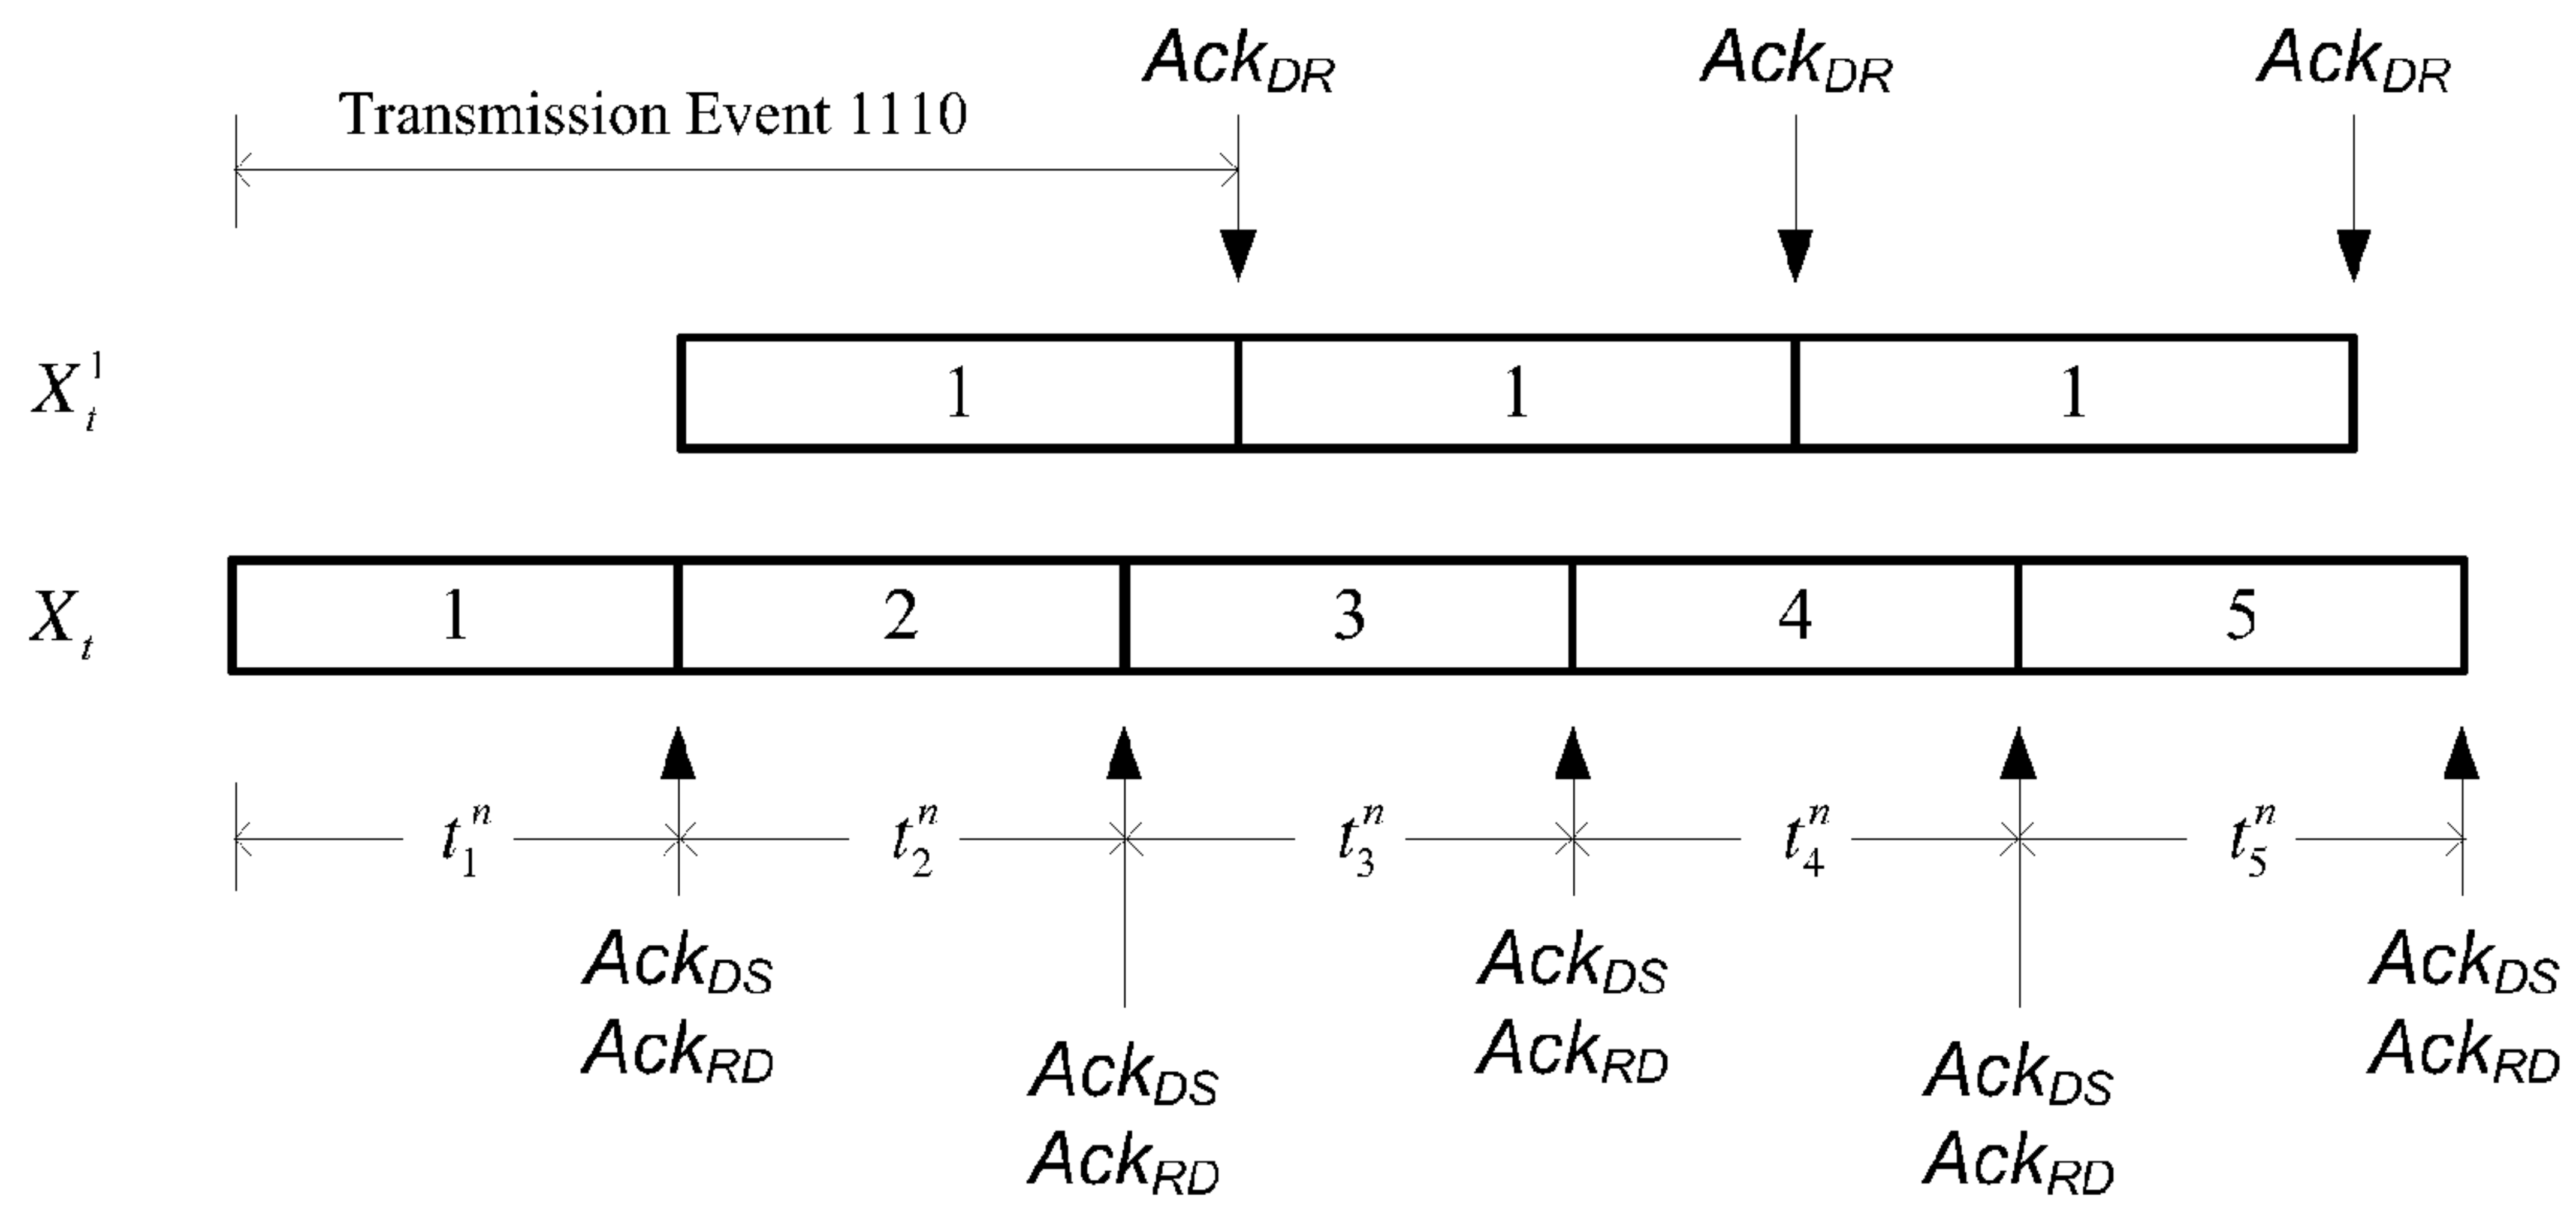 Ack_DR Ack_DR Ack_DR
Transmission Event 1110
X_t^1 1 1 1
X_t 1 2 3 4 5
t_1^n t_2^n t_3^n t_4^n t_5^n
Ack_DS Ack_DS Ack_DS
Ack_RD Ack_RD Ack_RD
Ack_DS Ack_DS
Ack_RD Ack_RD